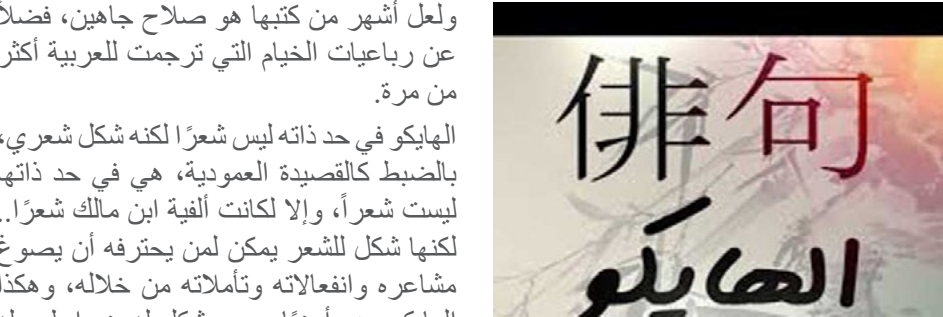 ولعل أشهر من كتبها هو صلاح جاهين، فضلاً
عن رباعيات الخيام التي ترجمت للعربية أكثر
من مرة.
الهايكو في حد ذاته ليس شعرًا لكنه شكل شعري،
بالضبط كالقصيدة العمودية، هي في حد ذاتها
ليست شعراً، وإلا لكانت ألفية ابن مالك شعرًا..
لكنها شكل للشعر يمكن لمن يحترفه أن يصوغ
مشاعره وانفعالاته وتأملاته من خلاله، وهكذا
俳句
الهايكو